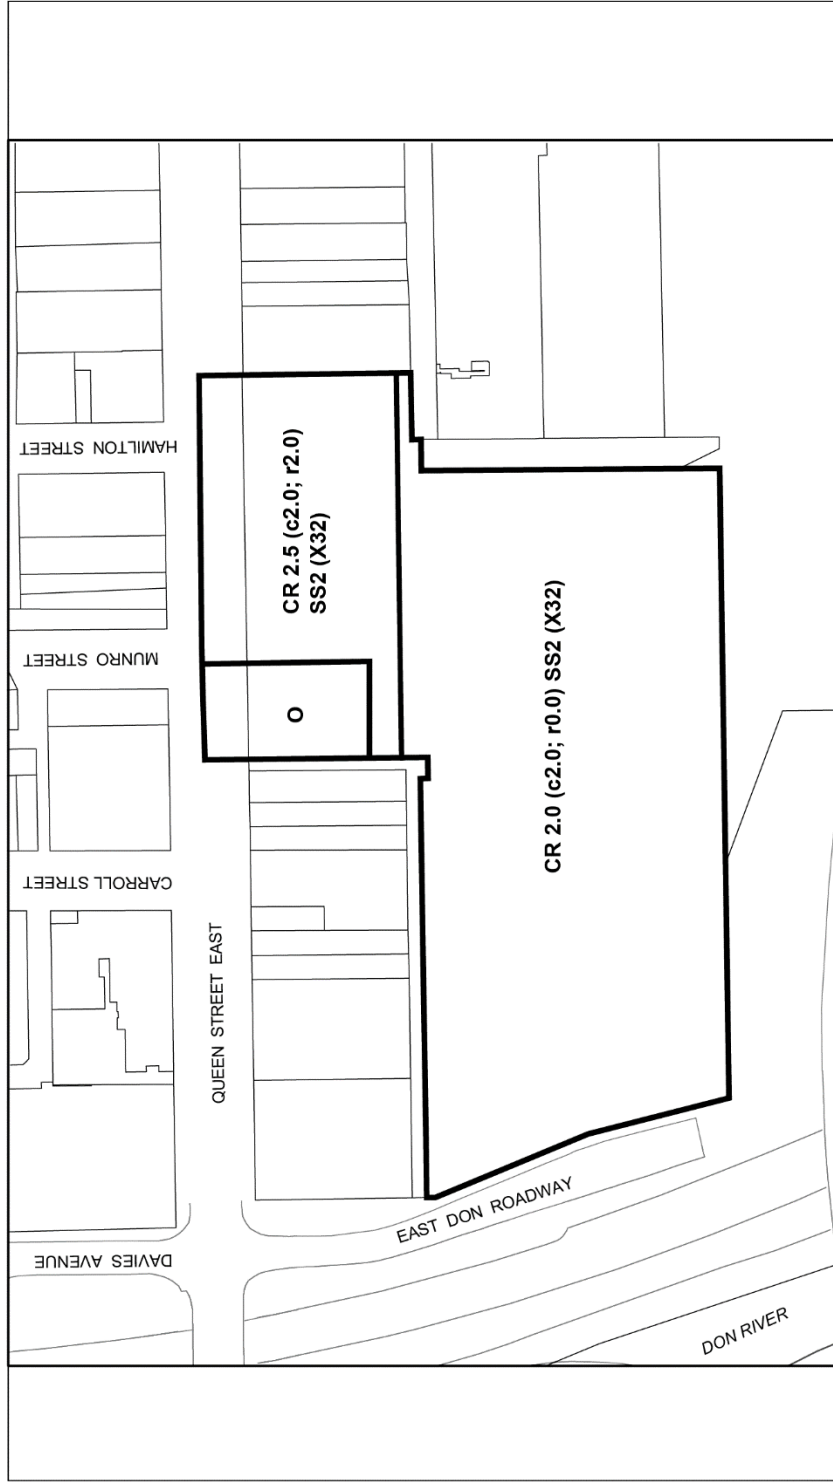 HAMILTON STREET
MUNRO STREET
CARROLL STREET
DAVIES AVENUE
QUEEN STREET EAST
CR 2.5 (c2.0; r2.0)
SS2 (X32)
O
CR 2.0 (c2.0; r0.0) SS2 (X32)
EAST DON ROADWAY
DON RIVER